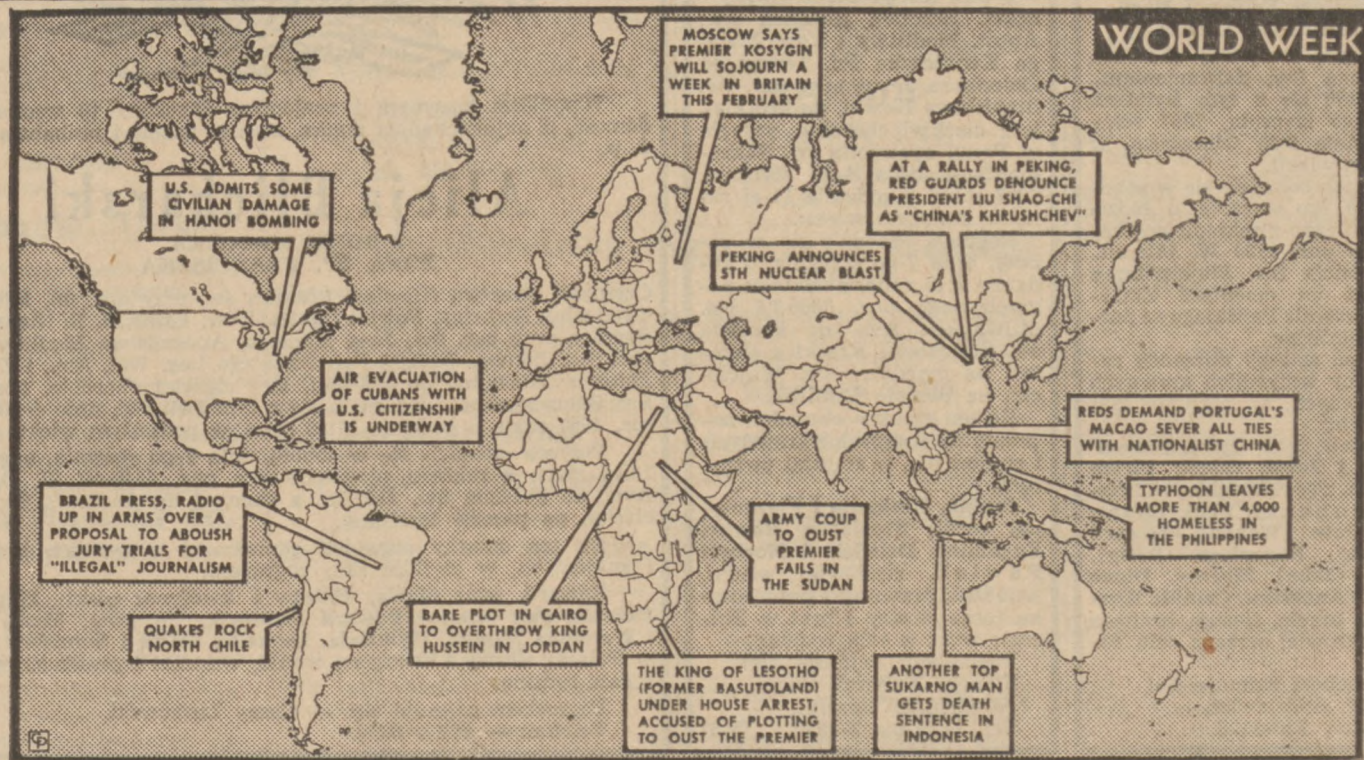 WORLD WEEK
MOSCOW SAYS
PREMIER KOSYGIN
WILL SOJOURN A
WEEK IN BRITAIN
THIS FEBRUARY
U.S. ADMITS SOME
CIVILIAN DAMAGE
IN HANOI BOMBING
AT A RALLY IN PEKING,
RED GUARDS DENOUNCE
PRESIDENT LIU SHAO-CHI
AS "CHINA'S KHRUSHCHEV"
PEKING ANNOUNCES
5TH NUCLEAR BLAST
AIR EVACUATION
OF CUBANS WITH
U.S. CITIZENSHIP
IS UNDERWAY
REDS DEMAND PORTUGAL'S
MACAO SEVER ALL TIES
WITH NATIONALIST CHINA
BRAZIL PRESS, RADIO
UP IN ARMS OVER A
PROPOSAL TO ABOLISH
JURY TRIALS FOR
"ILLEGAL" JOURNALISM
TYPHOON LEAVES
MORE THAN 4,000
HOMELESS IN
THE PHILIPPINES
ARMY COUP
TO OUST
PREMIER
FAILS IN
THE SUDAN
QUAKES ROCK
NORTH CHILE
BARE PLOT IN CAIRO
TO OVERTHROW KING
HUSSEIN IN JORDAN
THE KING OF LESOTHO
(FORMER BASUTOLAND)
UNDER HOUSE ARREST,
ACCUSED OF PLOTTING
TO OUST THE PREMIER
ANOTHER TOP
SUKARNO MAN
GETS DEATH
SENTENCE IN
INDONESIA